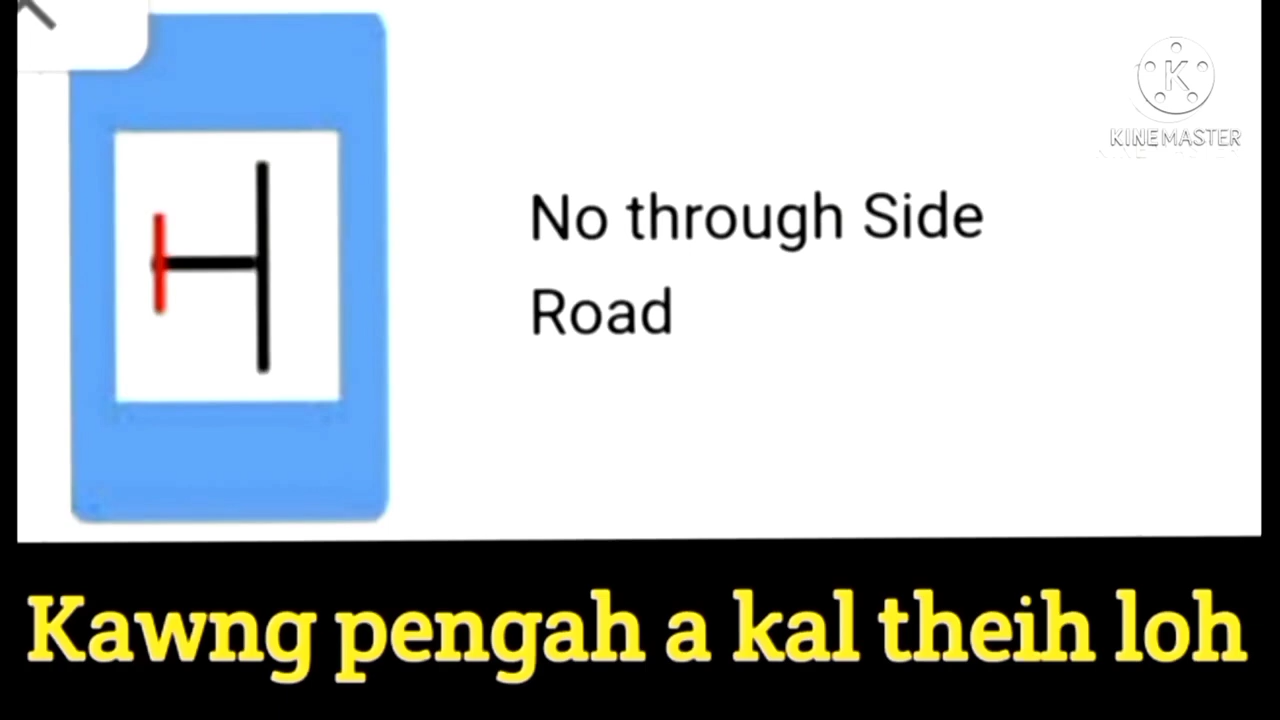 K
KINEMASTER
No through Side
Road
Kawng pengah a kal theih loh